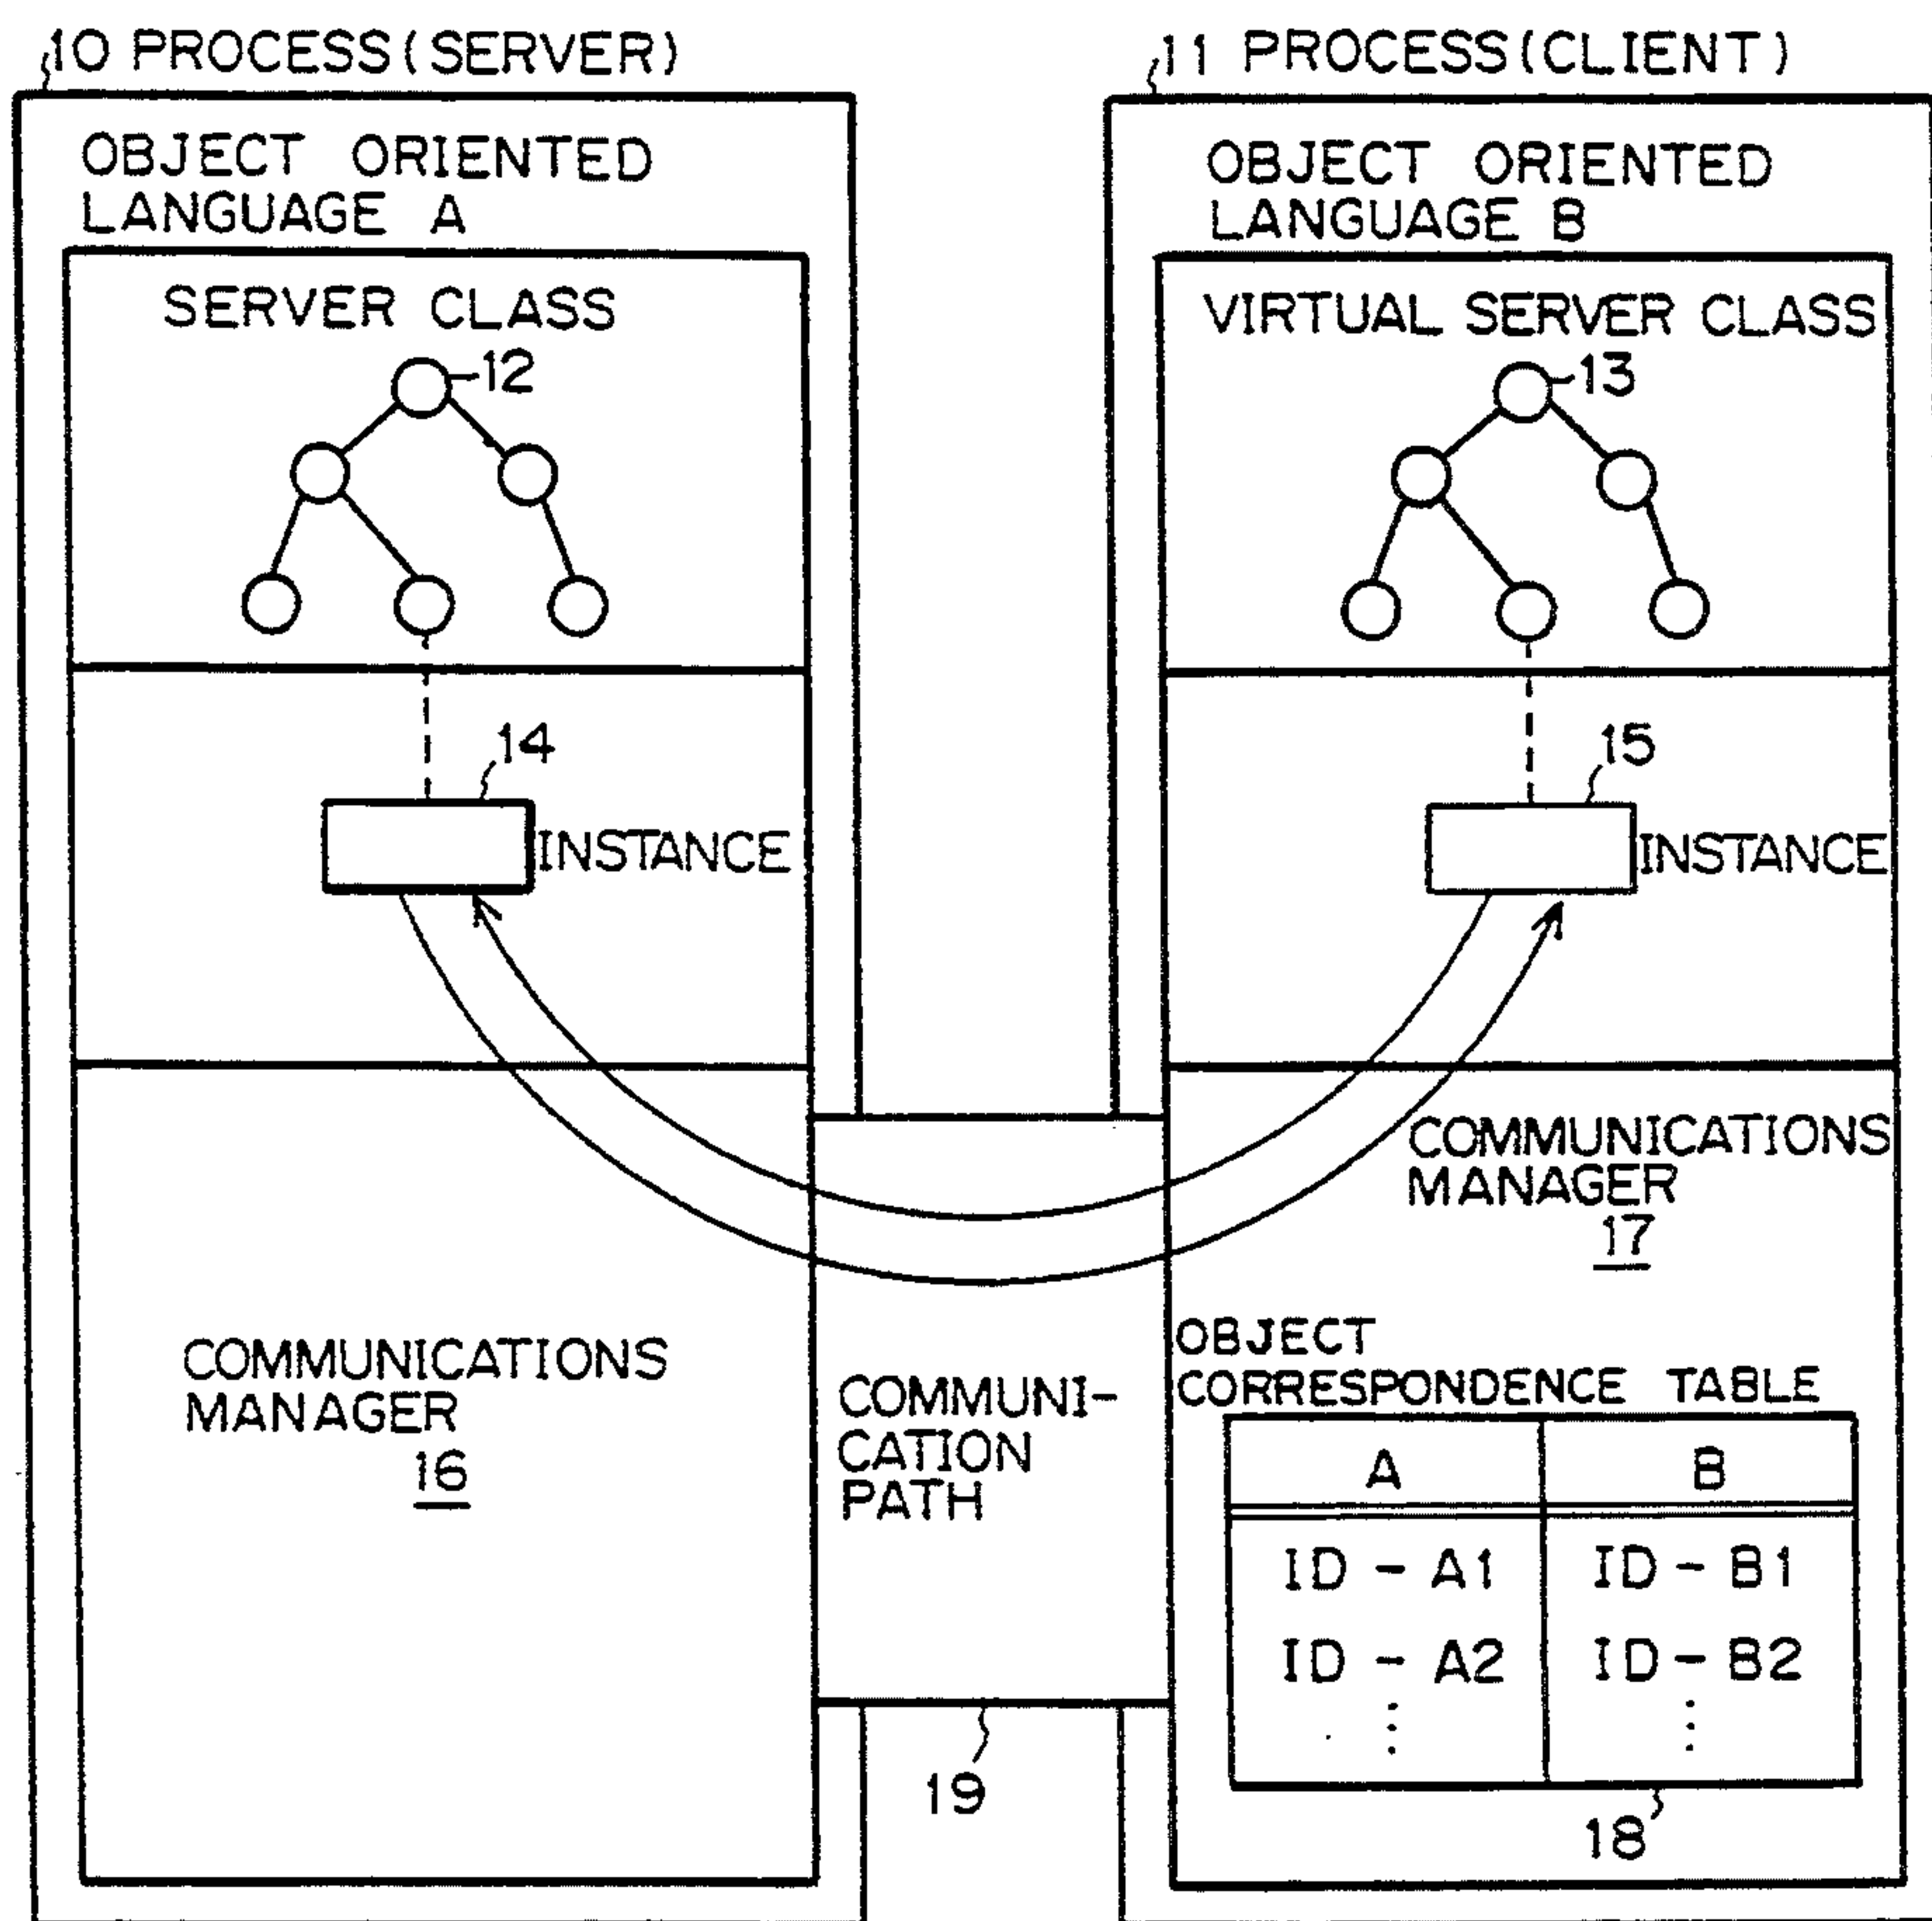 10 PROCESS(SERVER)
OBJECT ORIENTED
LANGUAGE A
SERVER CLASS
12
14
INSTANCE
COMMUNICATIONS
MANAGER
16
COMMUNI-
CATION
PATH
19
11 PROCESS(CLIENT)
OBJECT ORIENTED
LANGUAGE B
VIRTUAL SERVER CLASS
13
15
INSTANCE
COMMUNICATIONS
MANAGER
17
OBJECT
CORRESPONDENCE TABLE
A B
ID - A1 ID - B1
ID - A2 ID - B2
18